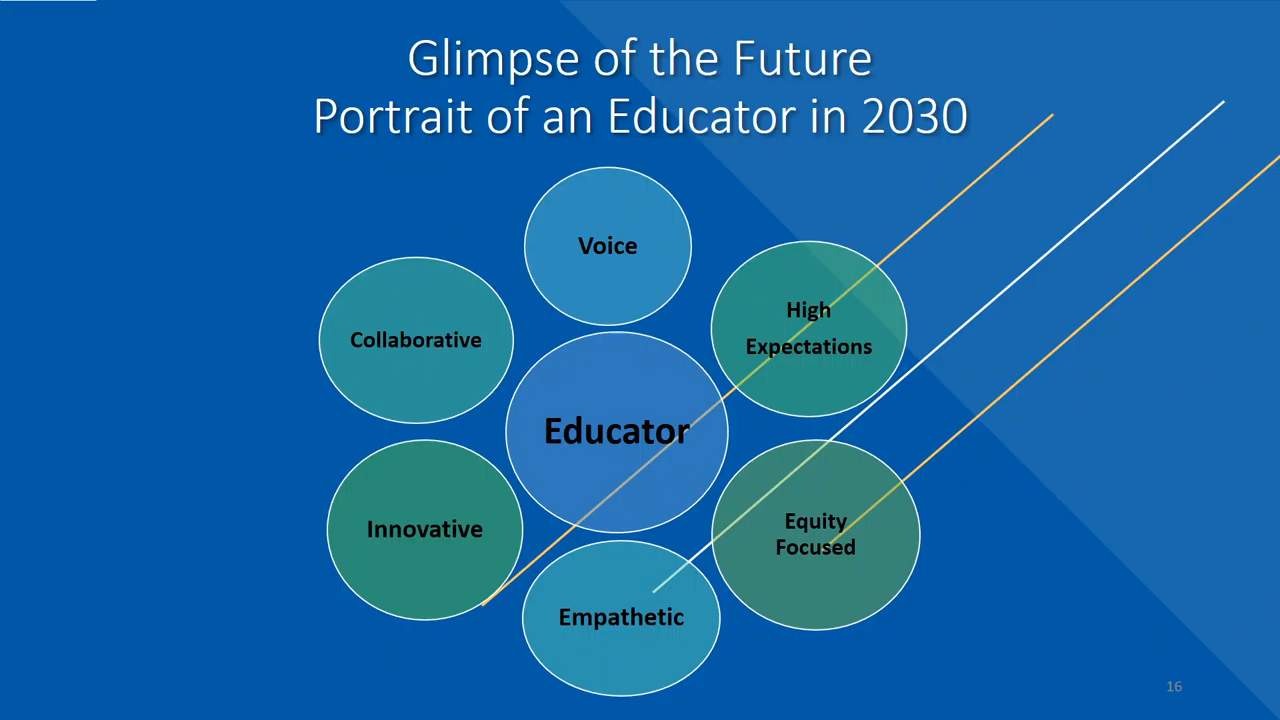 Glimpse of the Future
Portrait of an Educator in 2030
Voice
High
Expectations
Collaborative
Educator
Equity
Focused
Innovative
Empathetic
16